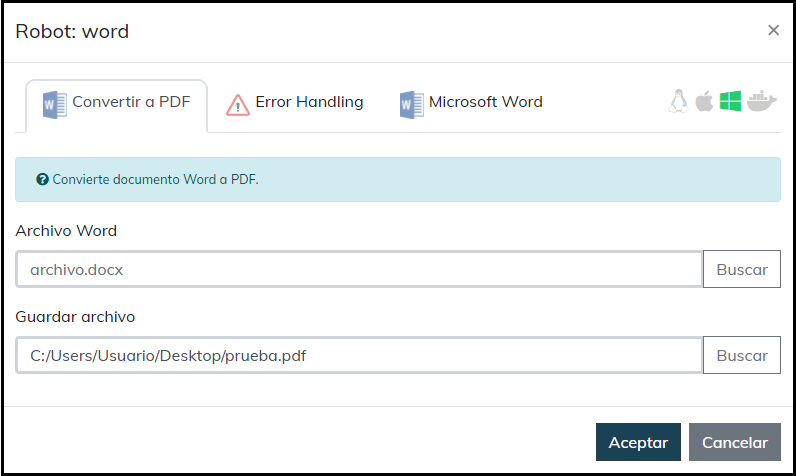 Robot: word
×
Convertir a PDF
Error Handling
Microsoft Word
Convierte documento Word a PDF.
Archivo Word
archivo.docx
Buscar
Guardar archivo
C:/Users/Usuario/Desktop/prueba.pdf
Buscar
Aceptar
Cancelar